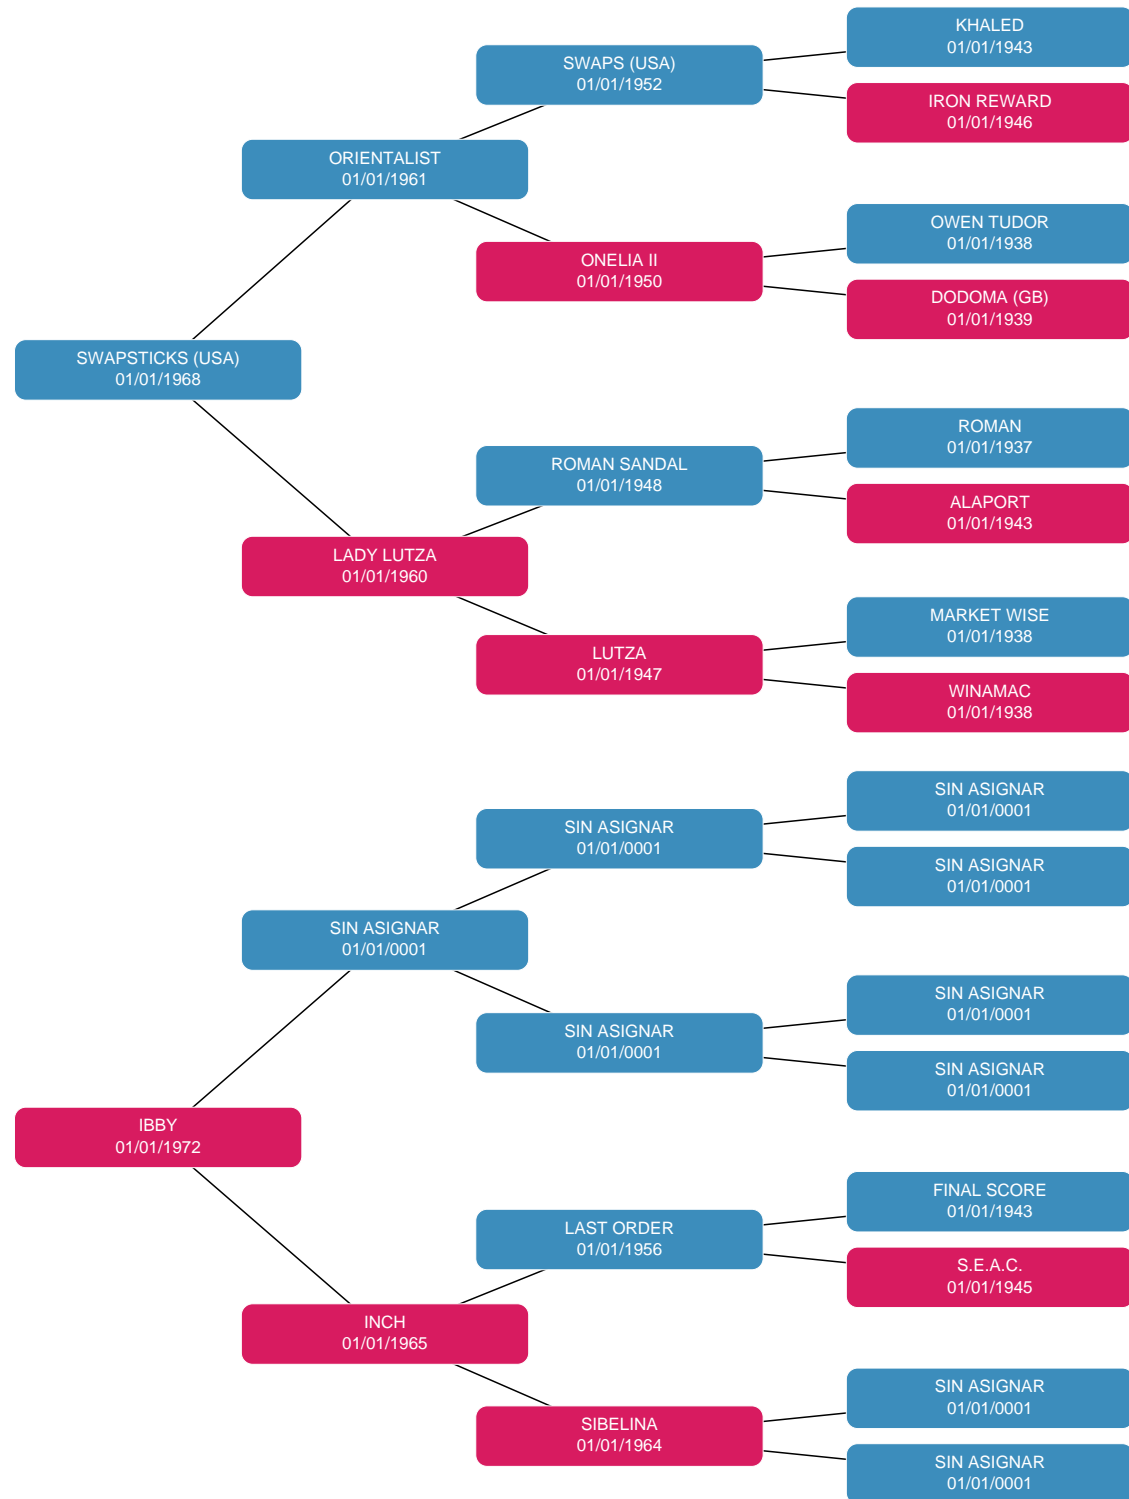 KHALED
01/01/1943
SWAPS (USA)
01/01/1952
IRON REWARD
01/01/1946
ORIENTALIST
01/01/1961
OWEN TUDOR
01/01/1938
ONELIA II
01/01/1950
DODOMA (GB)
01/01/1939
SWAPSTICKS (USA)
01/01/1968
ROMAN
01/01/1937
ROMAN SANDAL
01/01/1948
ALAPORT
01/01/1943
LADY LUTZA
01/01/1960
MARKET WISE
01/01/1938
LUTZA
01/01/1947
WINAMAC
01/01/1938
SIN ASIGNAR
01/01/0001
SIN ASIGNAR
01/01/0001
SIN ASIGNAR
01/01/0001
SIN ASIGNAR
01/01/0001
SIN ASIGNAR
01/01/0001
SIN ASIGNAR
01/01/0001
SIN ASIGNAR
01/01/0001
IBBY
01/01/1972
FINAL SCORE
01/01/1943
LAST ORDER
01/01/1956
S.E.A.C.
01/01/1945
INCH
01/01/1965
SIN ASIGNAR
01/01/0001
SIBELINA
01/01/1964
SIN ASIGNAR
01/01/0001